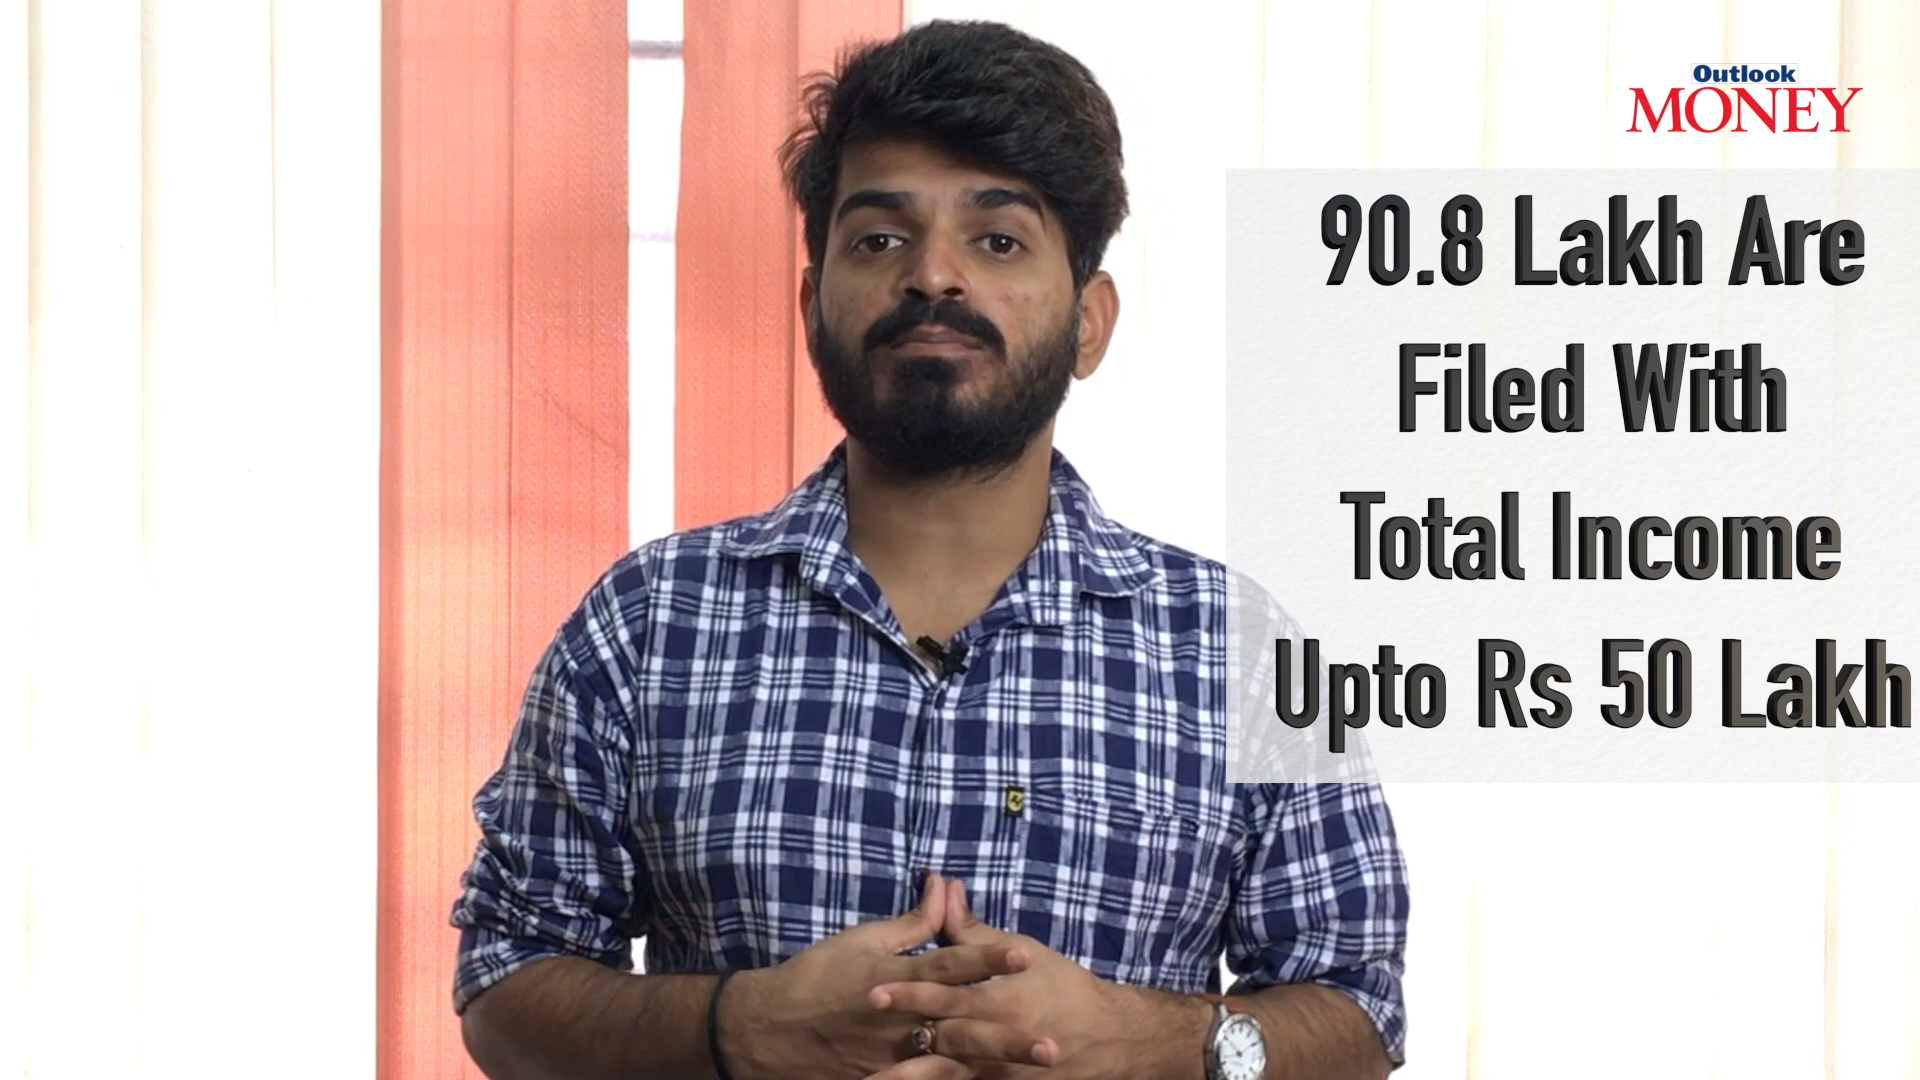 Outlook
MONEY
90.8 Lakh Are
Filed With
Total Income
Upto Rs 50 Lakh